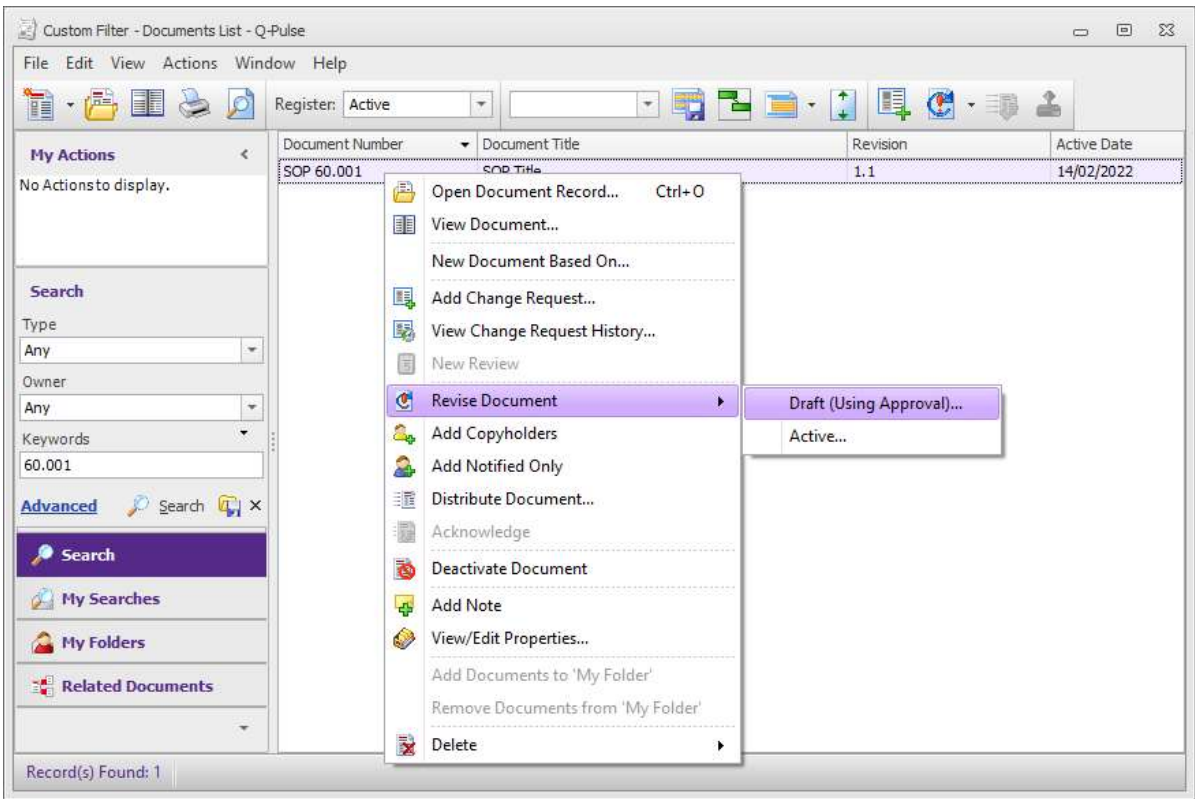 Custom Filter - Documents List - Q-Pulse
File Edit View Actions Window Help
Register: Active
My Actions
No Actions to display.
Search
Type
Any
Owner
Any
Keywords
60.001
Advanced Search
Search
My Searches
My Folders
Related Documents
Document Number Document Title Revision Active Date
SOP 60.001 SOP Title 1.1 14/02/2022
Open Document Record... Ctrl+O
View Document...
New Document Based On...
Add Change Request...
View Change Request History...
New Review
Revise Document
Draft (Using Approval)...
Active...
Add Copyholders
Add Notified Only
Distribute Document...
Acknowledge
Deactivate Document
Add Note
View/Edit Properties...
Add Documents to 'My Folder'
Remove Documents from 'My Folder'
Delete
Record(s) Found: 1